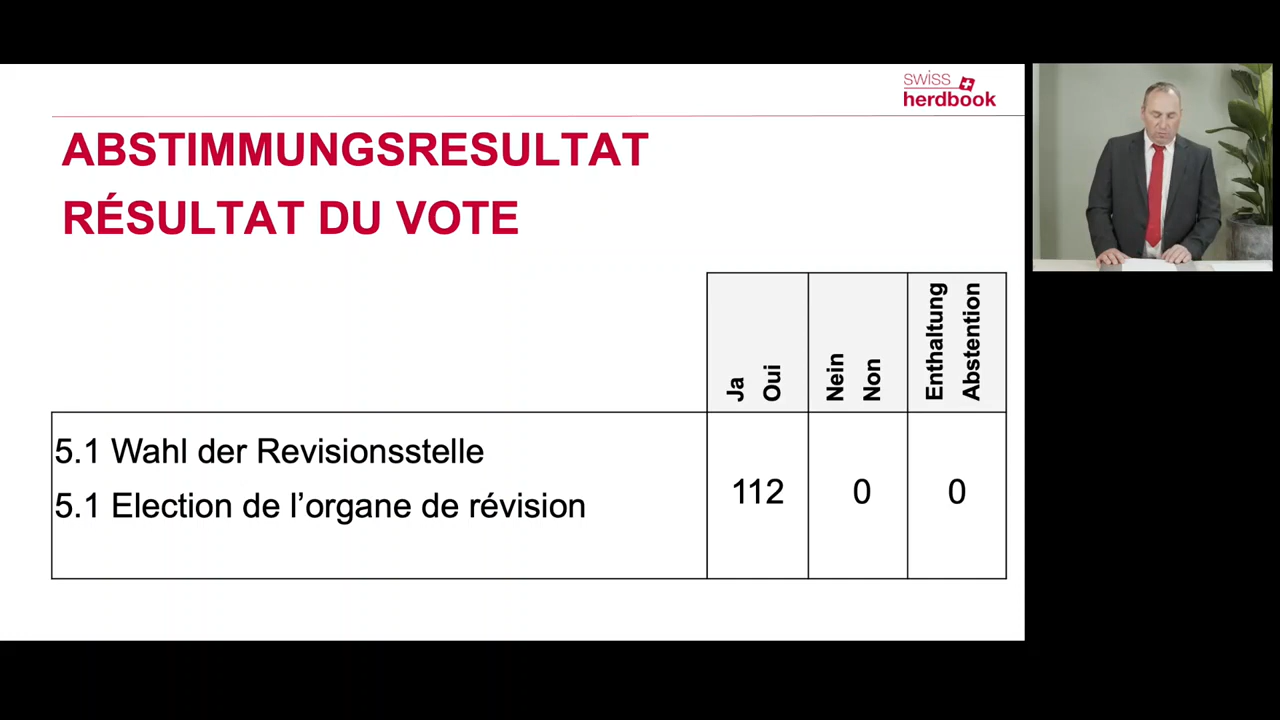 swiss
herdbook
ABSTIMMUNGSRESULTAT
RÉSULTAT DU VOTE
Ja
Oui
Nein
Non
Enthaltung
Abstention
5.1 Wahl der Revisionsstelle
5.1 Election de l’organe de révision
112 0 0